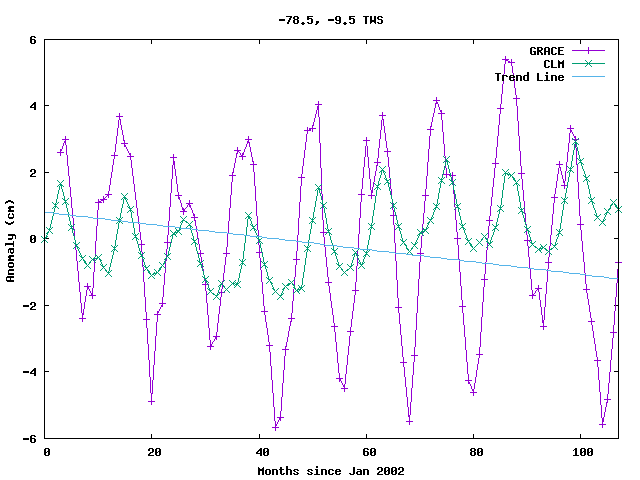 -78.5, -9.5 TWS
GRACE
CLM
Trend Line
6
4
2
0
-2
-4
-6
Anomaly (cm)
0 20 40 60 80 100
Months since Jan 2002